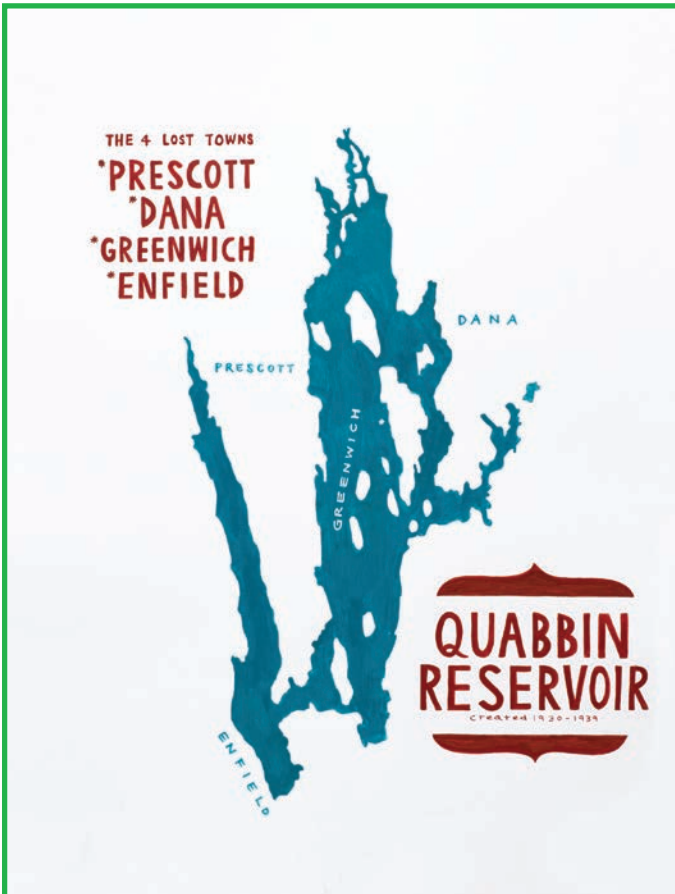 THE 4 LOST TOWNS
*PRESCOTT
*DANA
*GREENWICH
*ENFIELD
DANA
PRESCOTT
GREENWICH
QUABBIN
RESERVOIR
created 1930-1939
ENFIELD